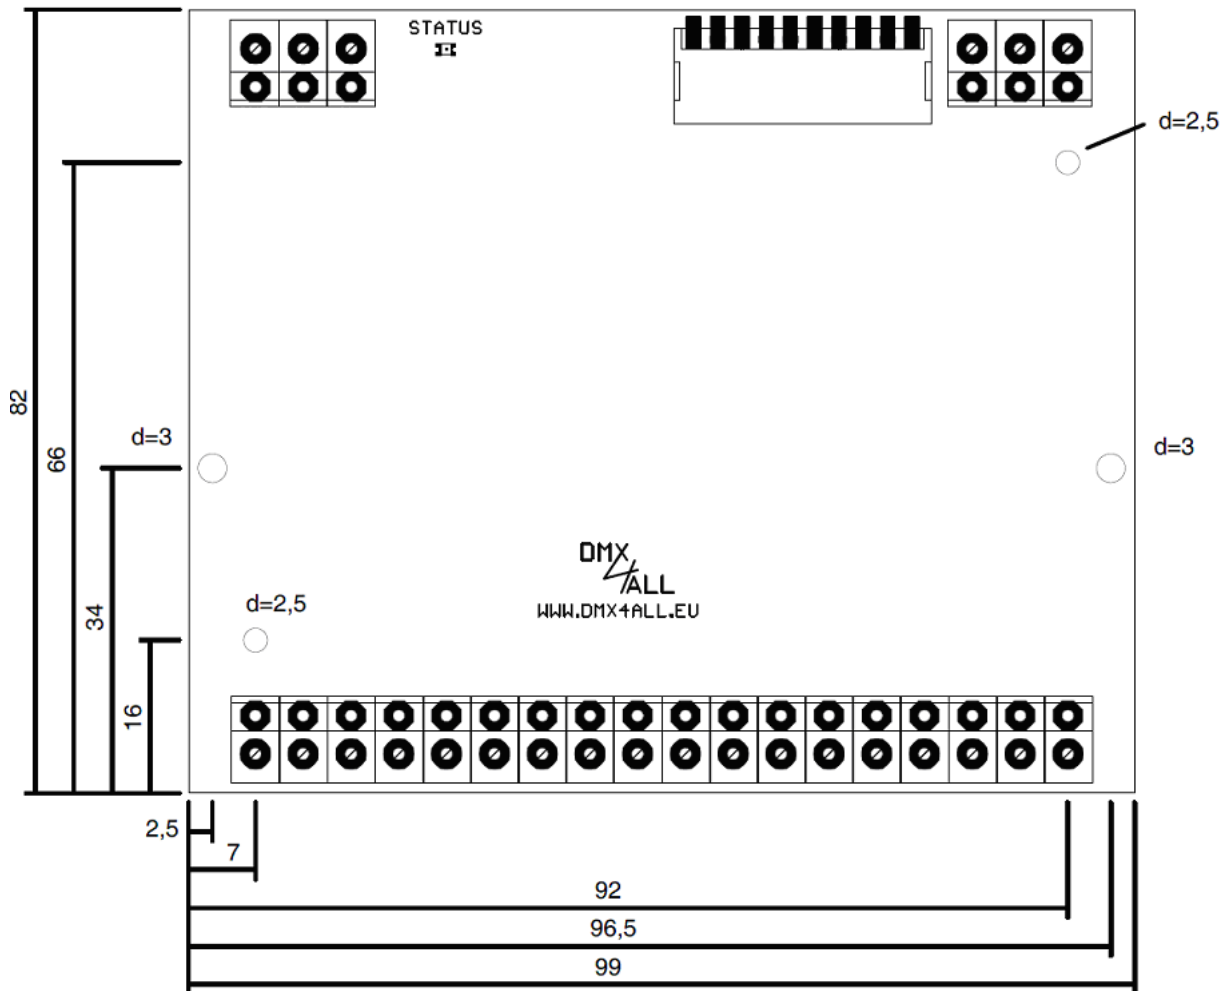 STATUS
d=2,5
82
66
d=3
d=3
34
DMX
4ALL
WWW.DMX4ALL.EU
d=2,5
16
2,5
7
92
96,5
99